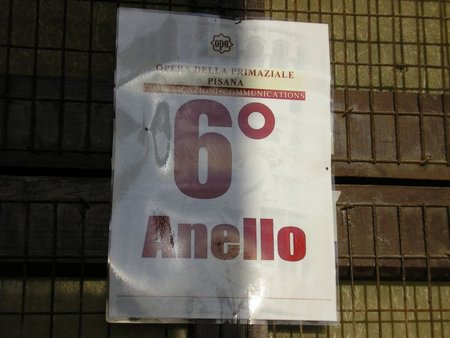 OPA
OPERA DELLA PRIMAZIALE
PISANA
COMUNICAZIONI·COMMUNICATIONS
6°
Anello